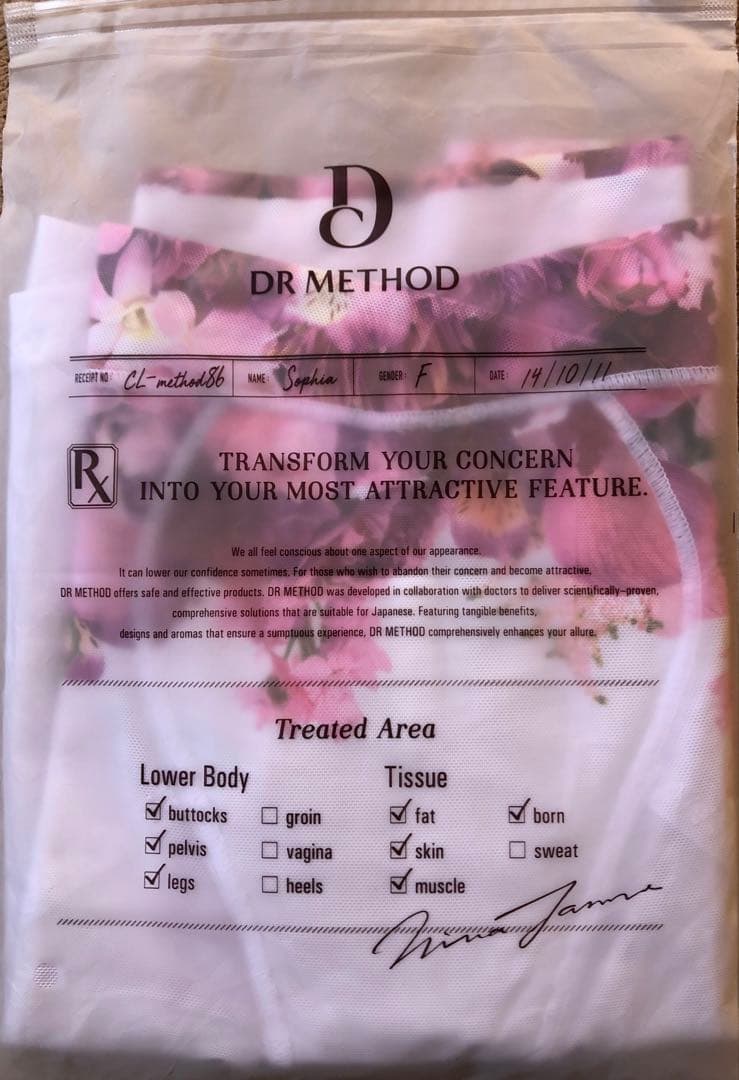 DC
DR METHOD
RECEIPT NO: CL-method86 NAME: Sophia GENDER: F DATE: 14/10/11
Rx
TRANSFORM YOUR CONCERN
INTO YOUR MOST ATTRACTIVE FEATURE.
We all feel conscious about one aspect of our appearance.
It can lower our confidence sometimes. For those who wish to abandon their concern and become attractive,
DR METHOD offers safe and effective products. DR METHOD was developed in collaboration with doctors to deliver scientifically-proven,
comprehensive solutions that are suitable for Japanese. Featuring tangible benefits,
designs and aromas that ensure a sumptuous experience, DR METHOD comprehensively enhances your allure.
Treated Area
Lower Body Tissue
buttocks groin fat born
pelvis vagina skin sweat
legs heels muscle